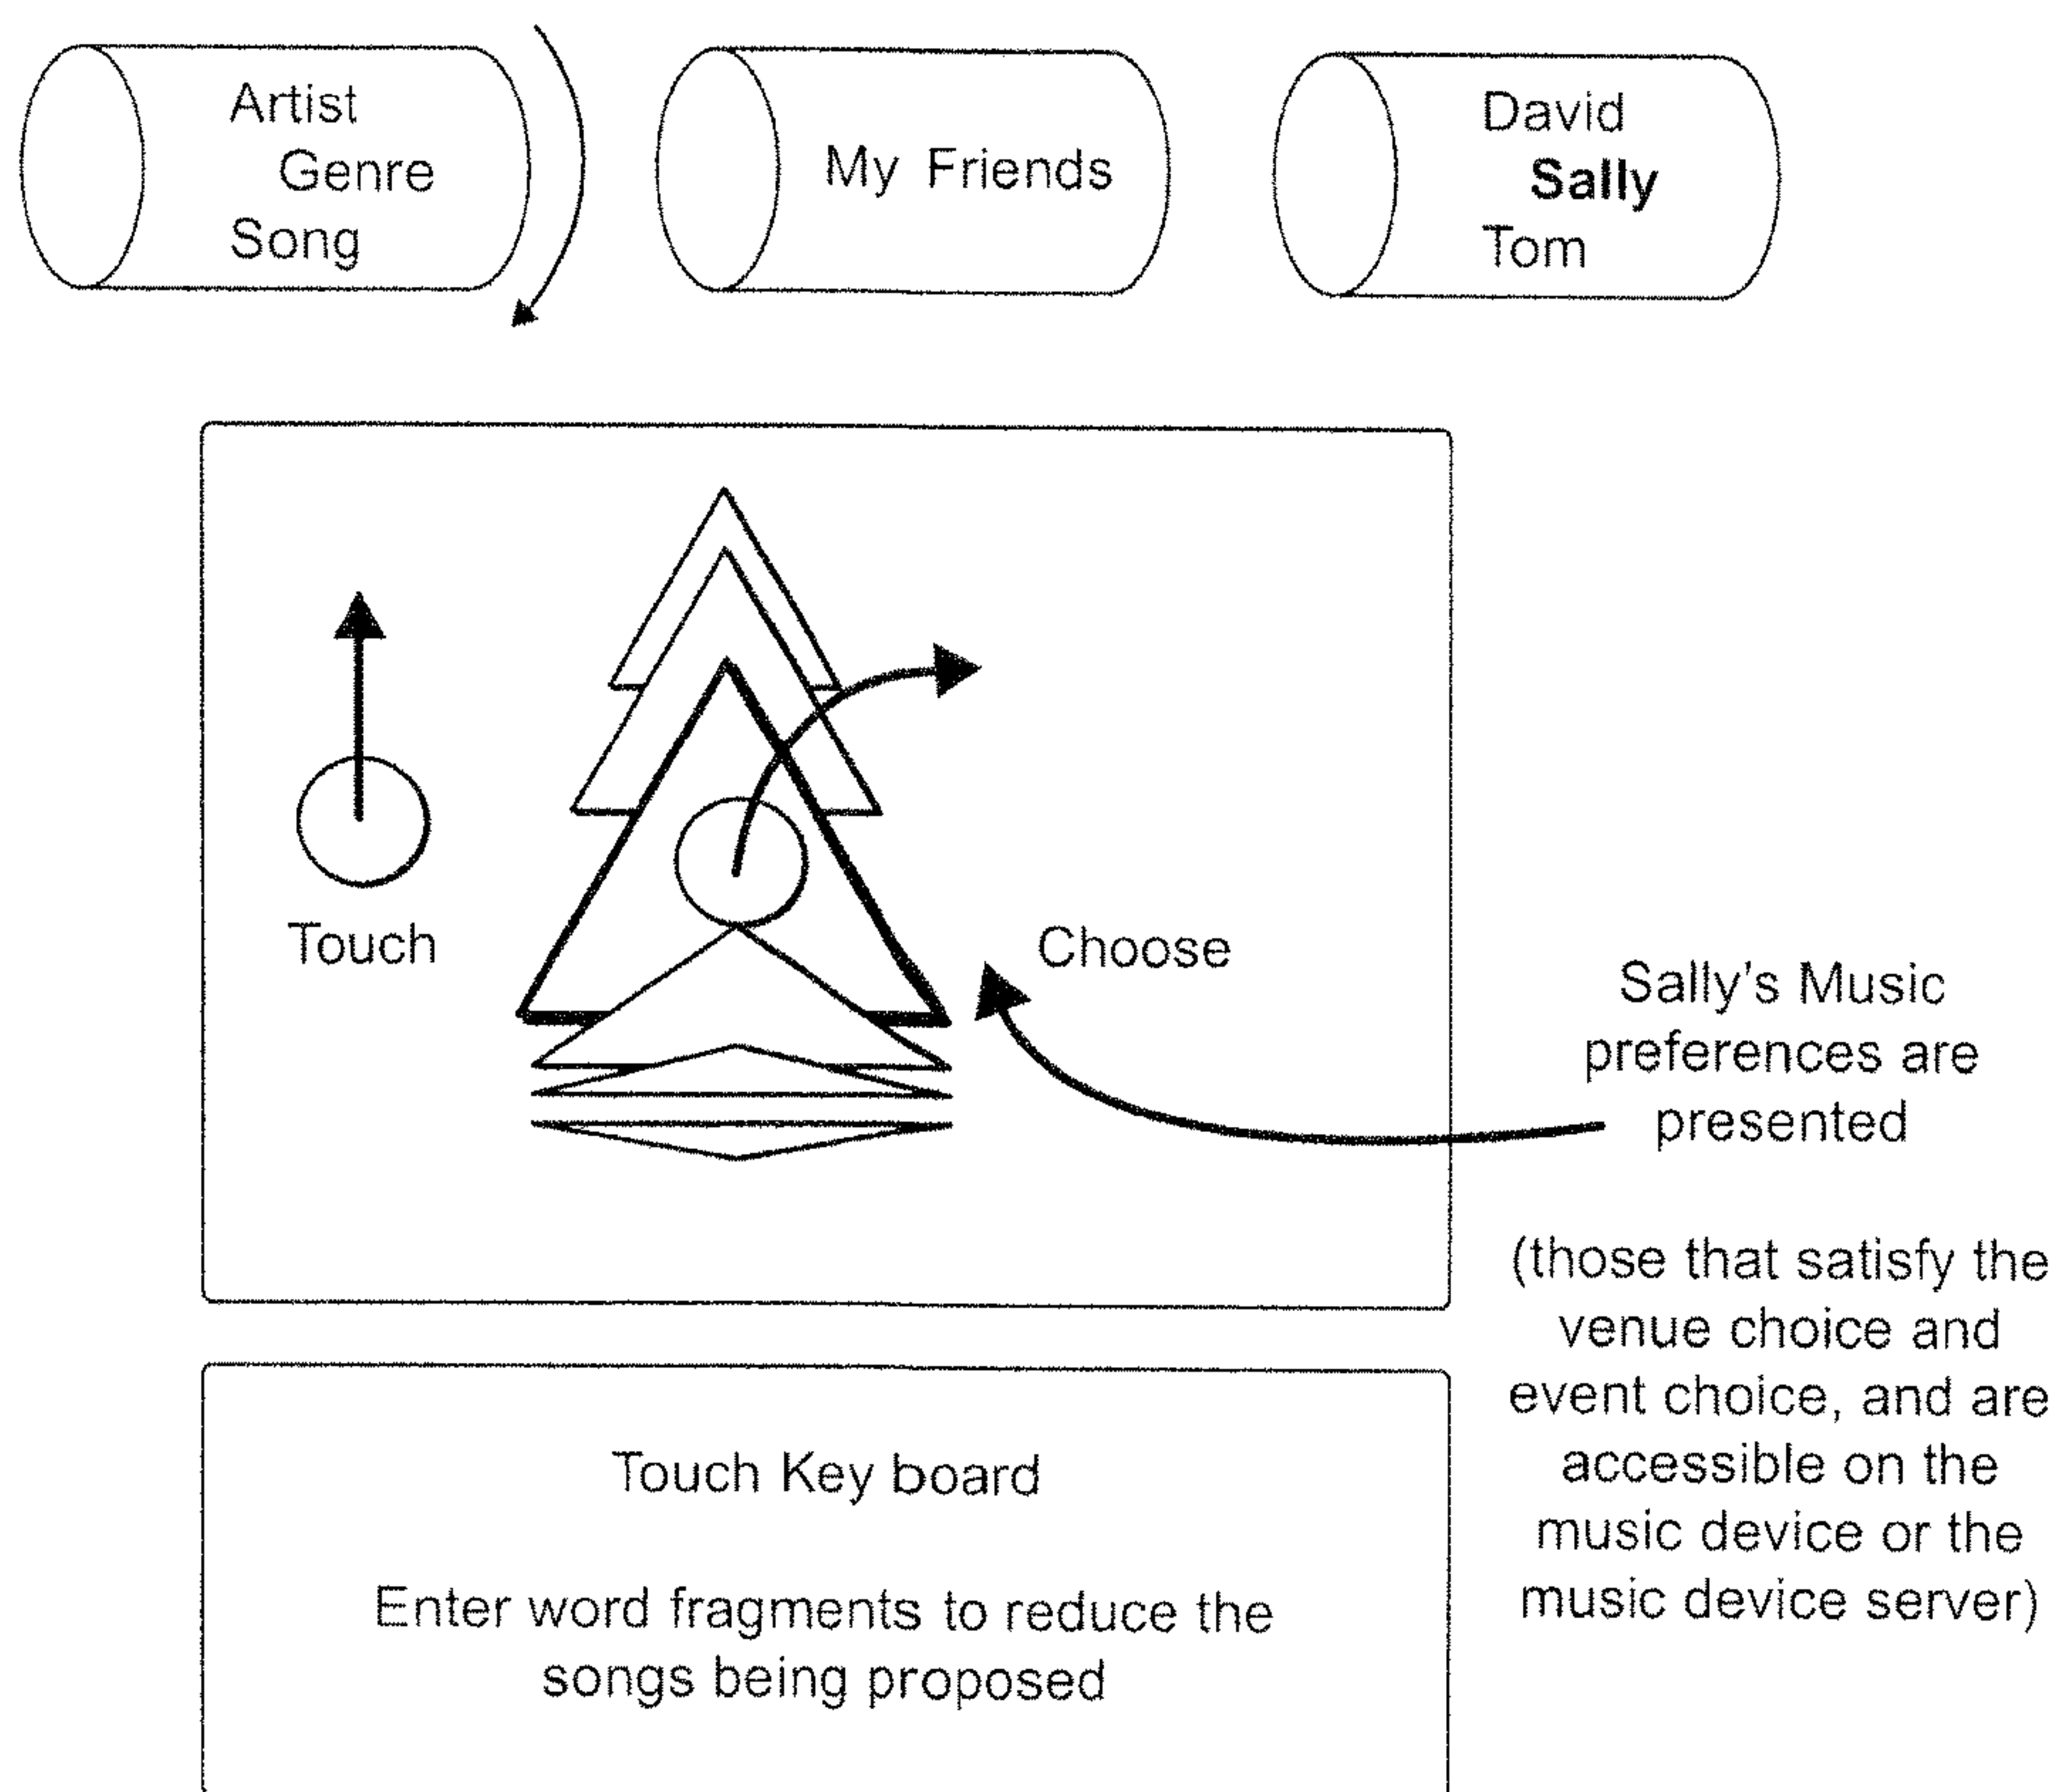 Artist
Genre
Song
My Friends
David
Sally
Tom
Touch
Choose
Sally's Music
preferences are
presented
(those that satisfy the
venue choice and
event choice, and are
accessible on the
music device or the
music device server)
Touch Key board
Enter word fragments to reduce the
songs being proposed